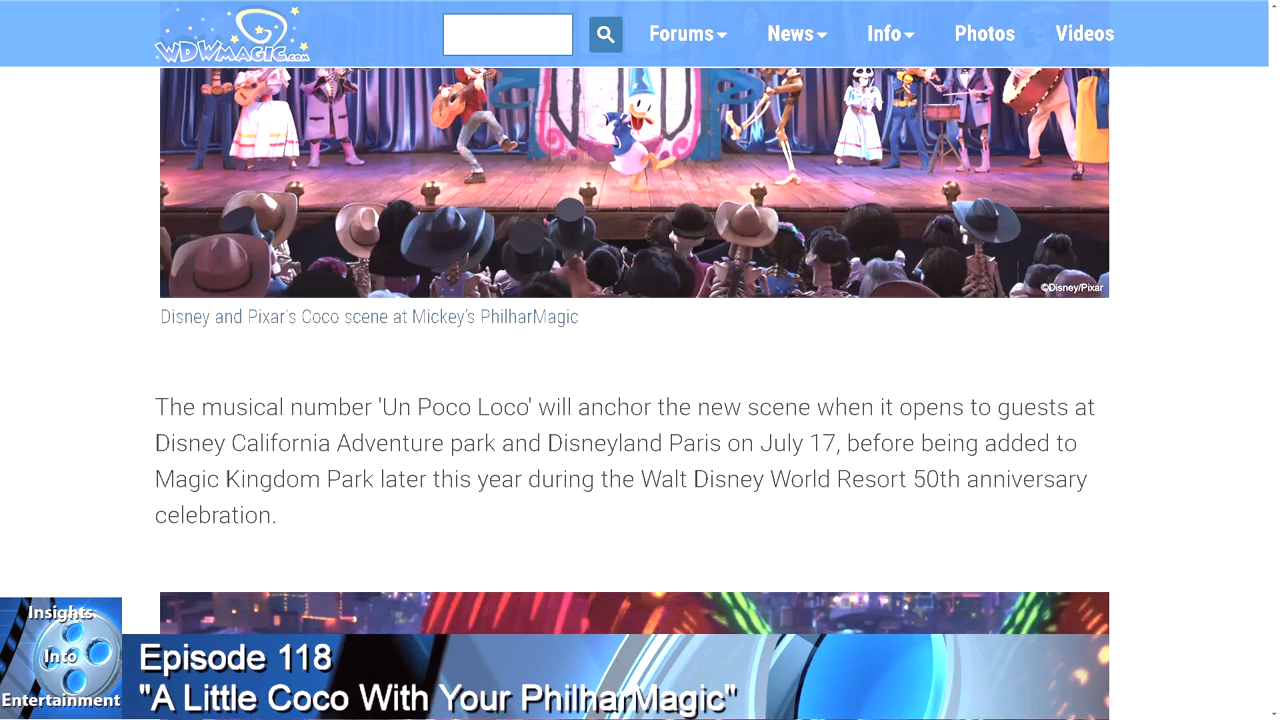 WDWMAGIC.COM
Forums
News
Info
Photos
Videos
©Disney/Pixar
Disney and Pixar's Coco scene at Mickey's PhilharMagic
The musical number 'Un Poco Loco' will anchor the new scene when it opens to guests at
Disney California Adventure park and Disneyland Paris on July 17, before being added to
Magic Kingdom Park later this year during the Walt Disney World Resort 50th anniversary
celebration.
Insights
Into
Entertainment
Episode 118
"A Little Coco With Your PhilharMagic"